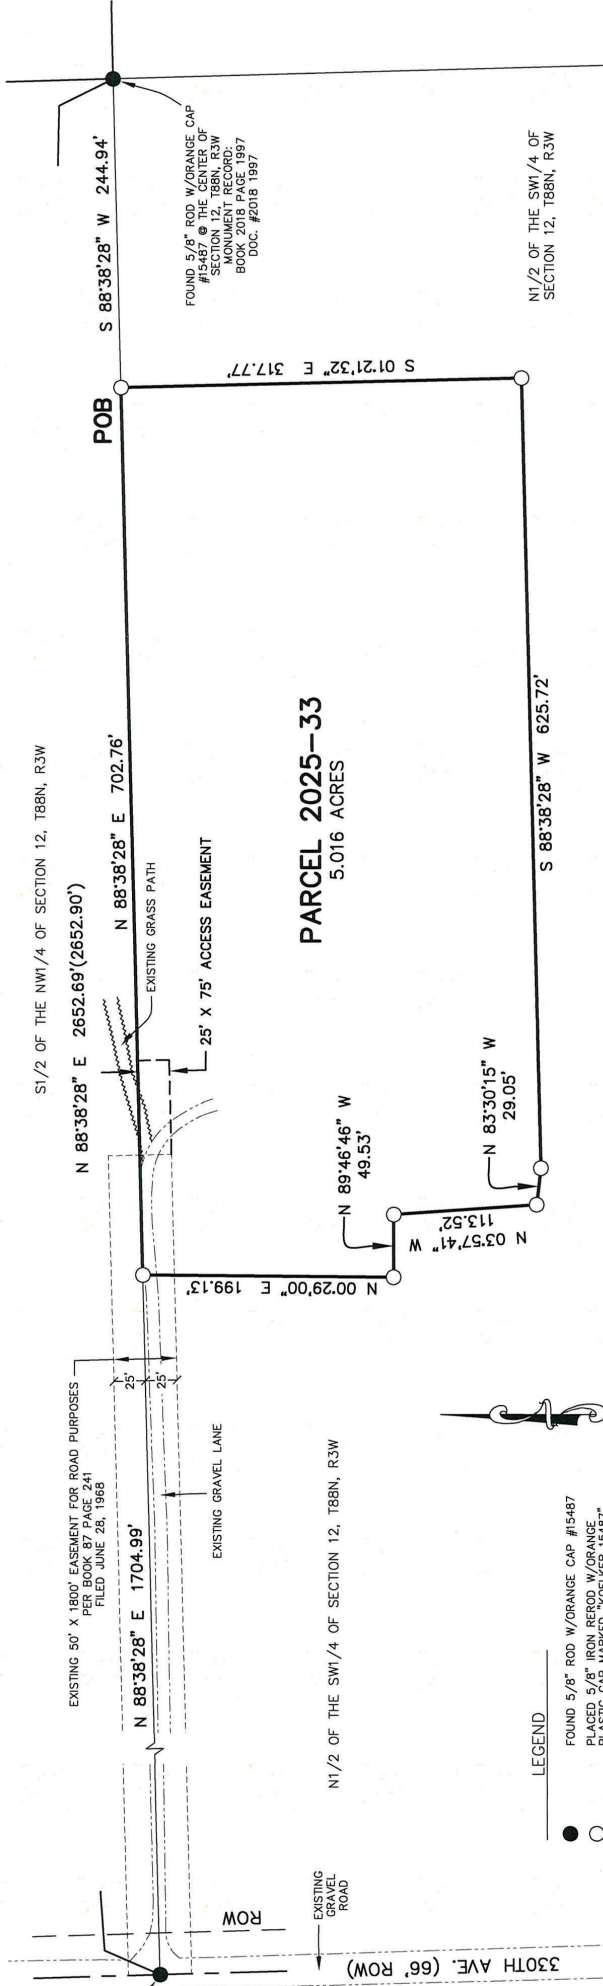 S1/2 OF THE NW1/4 OF SECTION 12, T88N, R3W
N 88°38'28" E 2652.69'(2652.90')
N 88°38'28" E 702.76'
POB
S 88°38'28" W 244.94'
FOUND 5/8" ROD W/ORANGE CAP
#15487 @ THE CENTER OF
SECTION 12, T88N, R3W
MONUMENT RECORD:
BOOK 2018 PAGE 1997
DOC. #2018 1997
EXISTING GRASS PATH
25' X 75' ACCESS EASEMENT
EXISTING 50' X 1800' EASEMENT FOR ROAD PURPOSES
PER BOOK 87 PAGE 241
FILED JUNE 28, 1968
25'
25'
N 88°38'28" E 1704.99'
EXISTING GRAVEL LANE
PARCEL 2025-33
5.016 ACRES
S 01°21'32" E 317.77'
N 00°29'00" E 199.13'
N 89°46'46" W
49.53'
N 03°57'41" W
113.52'
N 83°30'15" W
29.05'
S 88°38'28" W 625.72'
N1/2 OF THE SW1/4 OF
SECTION 12, T88N, R3W
N1/2 OF THE SW1/4 OF SECTION 12, T88N, R3W
ROW
EXISTING
GRAVEL
ROAD
330TH AVE. (66' ROW)
LEGEND
FOUND 5/8" ROD W/ORANGE CAP #15487
PLACED 5/8" IRON REROD W/ORANGE
PLASTIC CAP MARKED "KOELKER 15487"